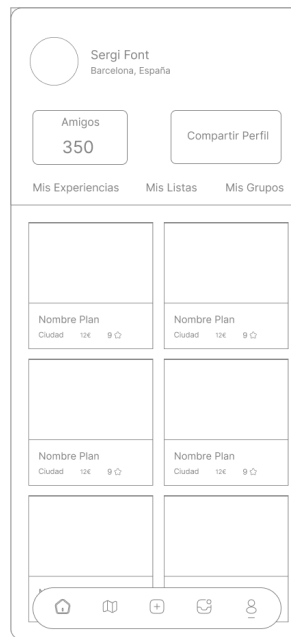 Sergi Font
Barcelona, España
Amigos
350
Compartir Perfil
Mis Experiencias Mis Listas Mis Grupos
Nombre Plan Nombre Plan
Ciudad 12€ 9 Ciudad 12€ 9
Nombre Plan Nombre Plan
Ciudad 12€ 9 Ciudad 12€ 9